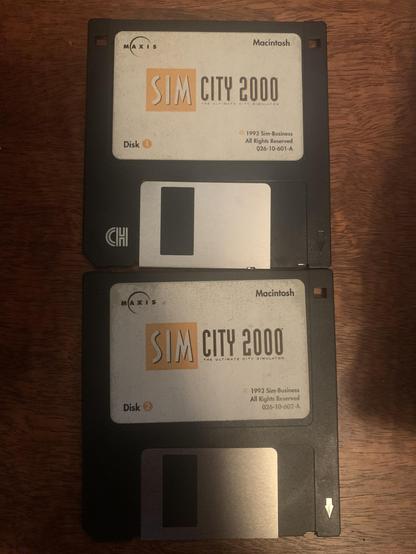 MAXIS
Macintosh
SIM CITY 2000
THE ULTIMATE CITY SIMULATOR
Disk 1
© 1993 Sim-Business
All Rights Reserved
026-10-601-A
CH
MAXIS
Macintosh
SIM CITY 2000
THE ULTIMATE CITY SIMULATOR
Disk 2
© 1993 Sim-Business
All Rights Reserved
026-10-602-A